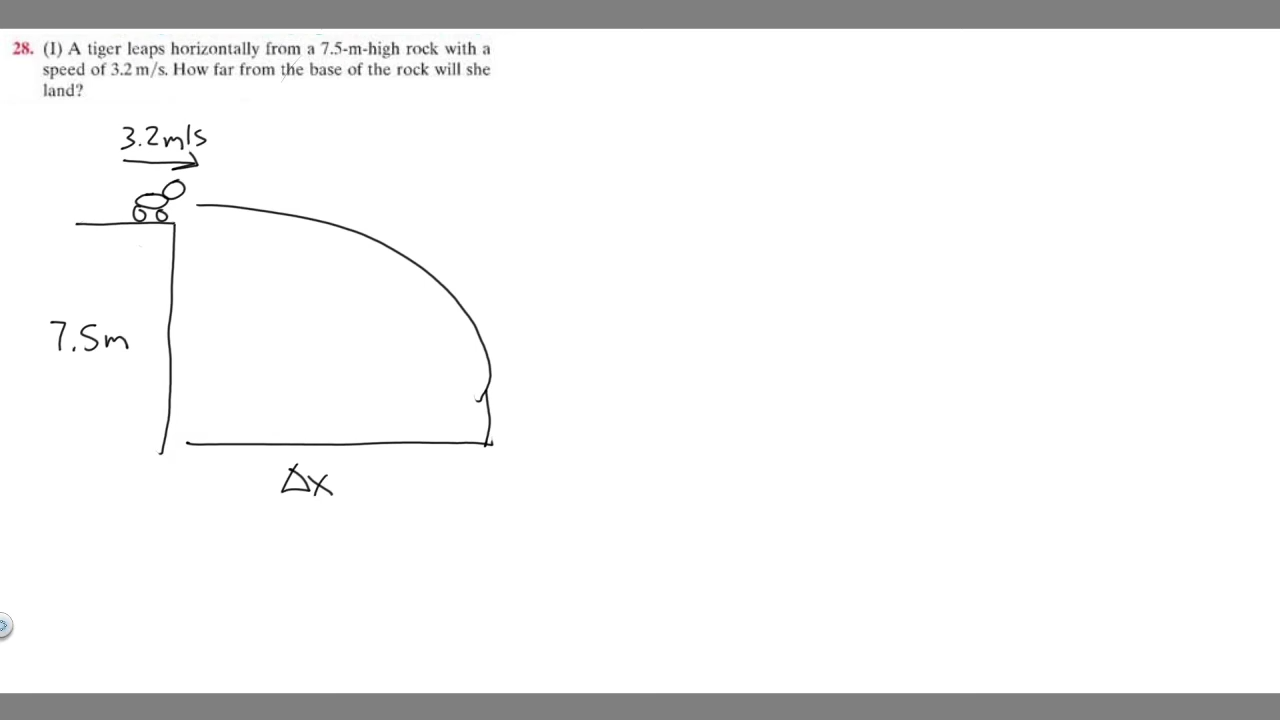 28. (I) A tiger leaps horizontally from a 7.5-m-high rock with a
speed of 3.2 m/s. How far from the base of the rock will she
land?
3.2m/s
7.5m
Δx